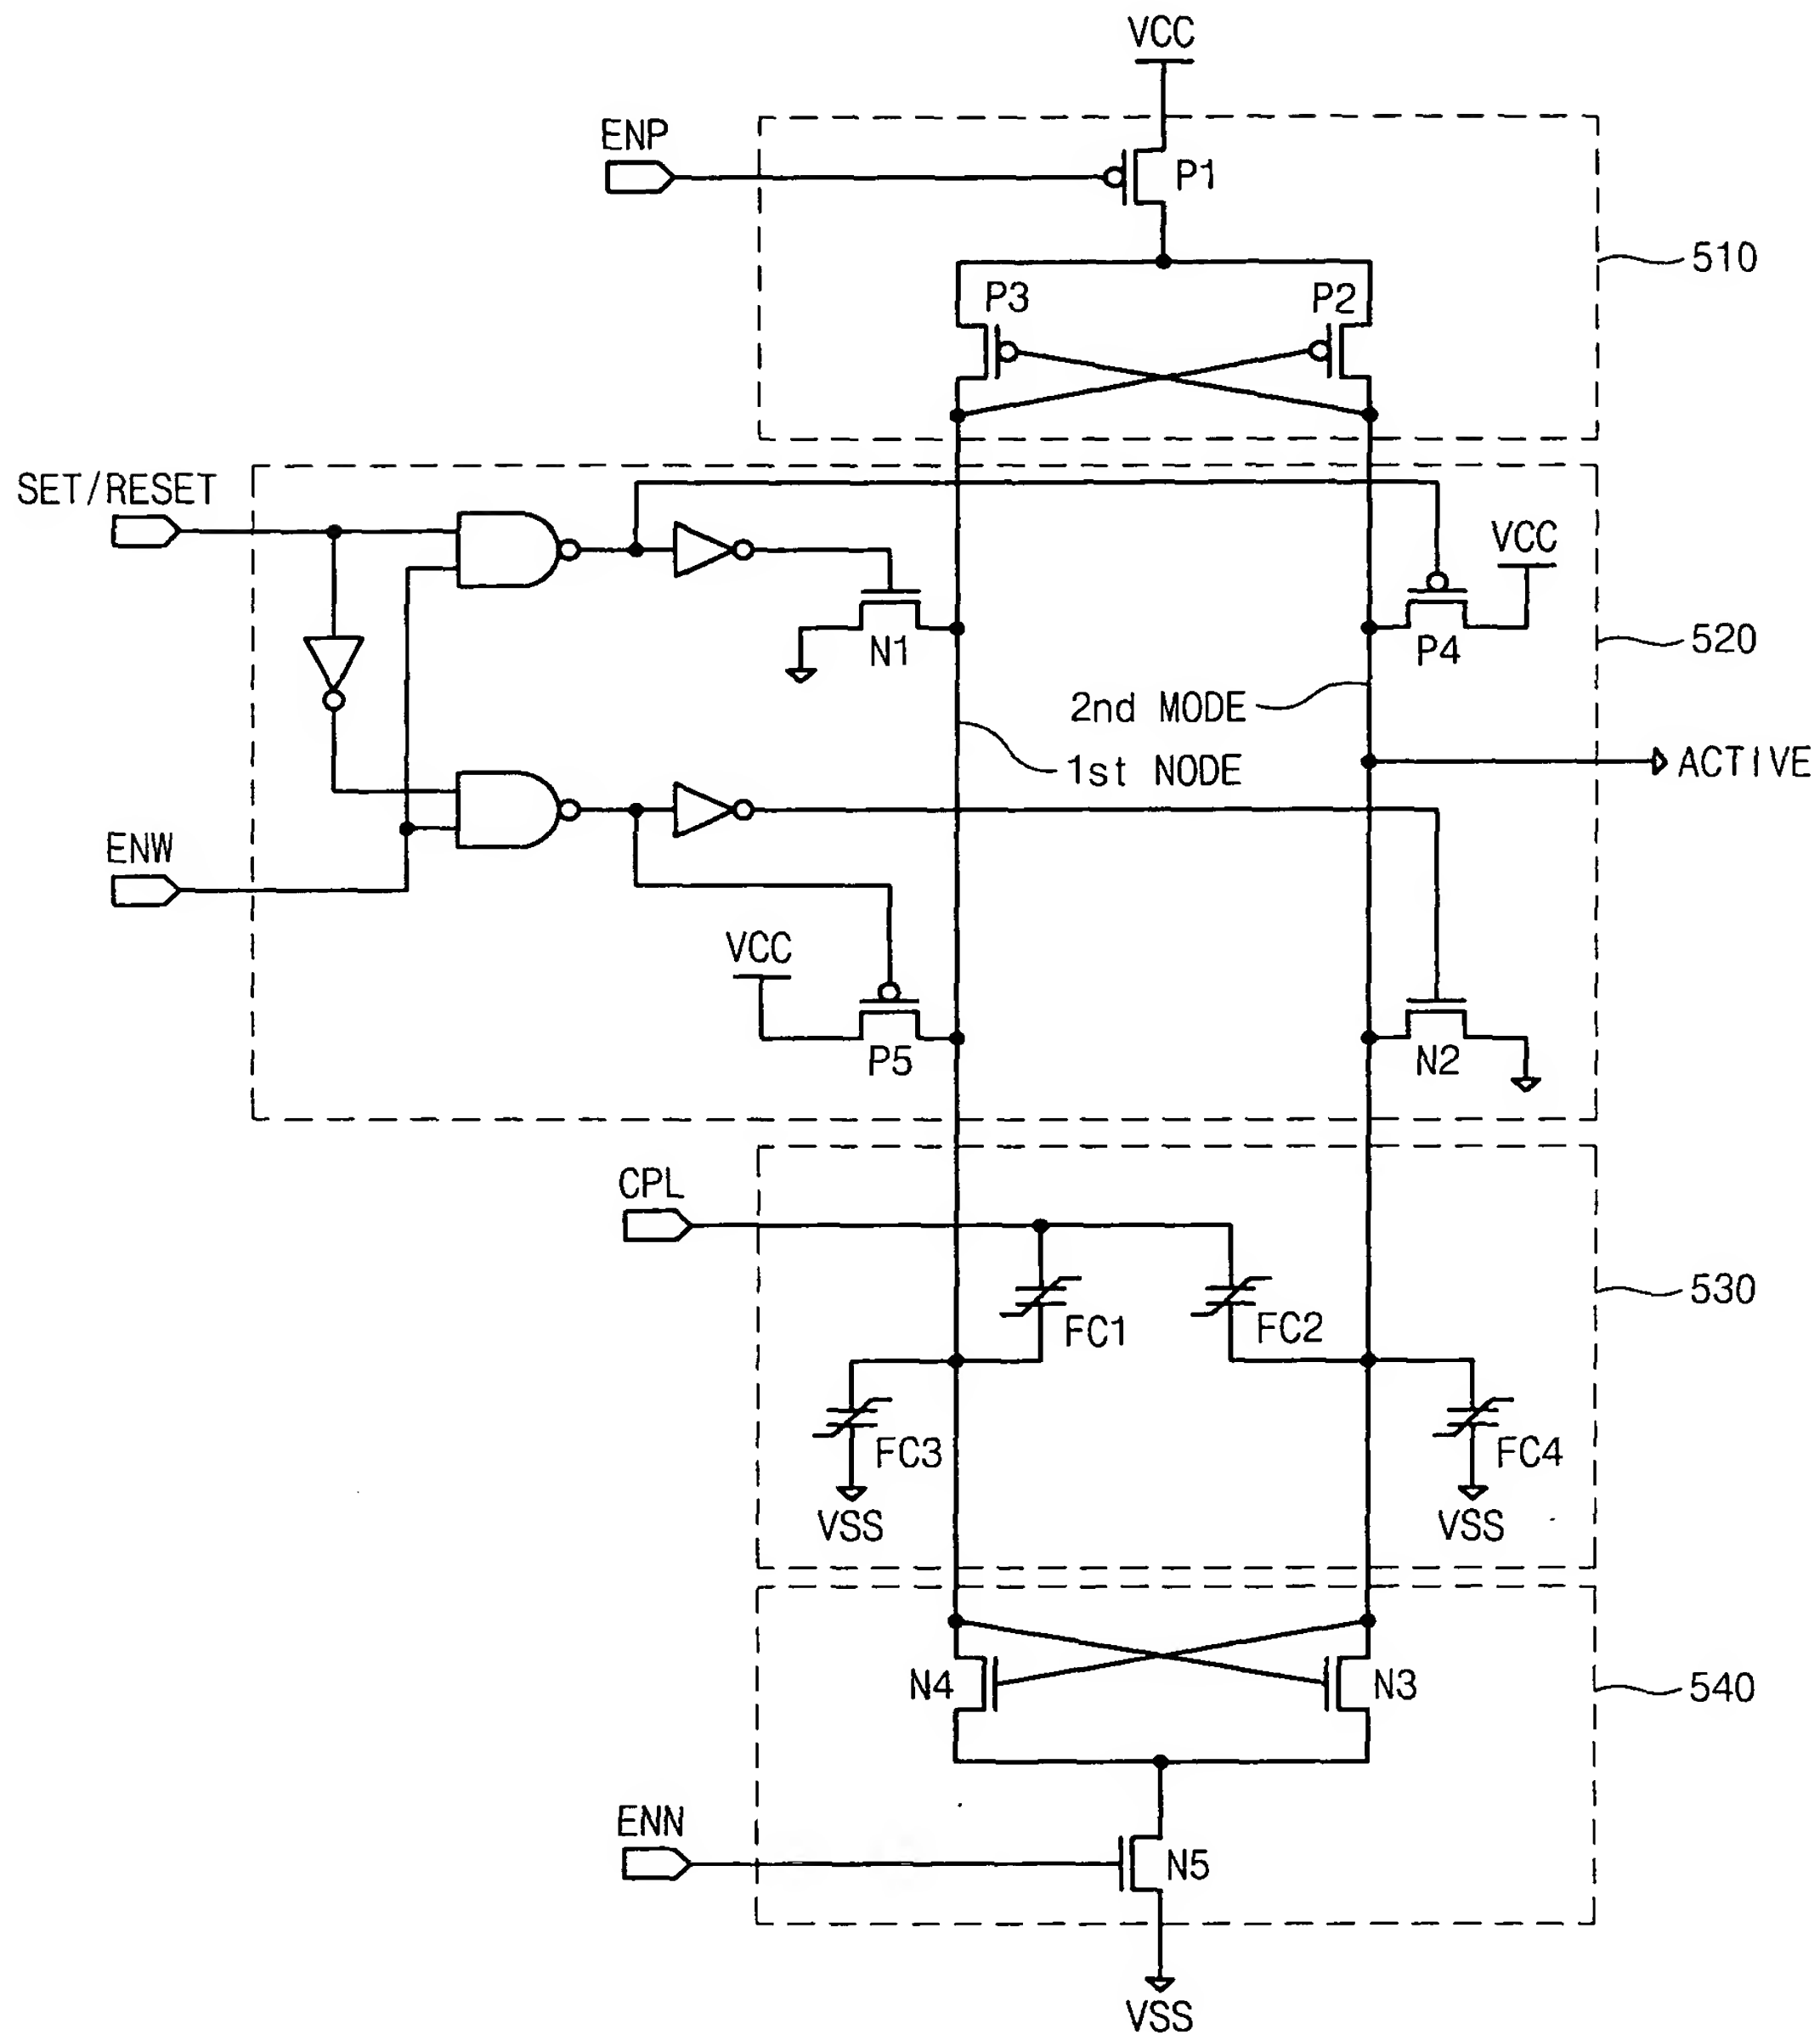 VCC
ENP
P1
510
P3
P2
SET/RESET
VCC
N1
P4
520
2nd MODE
1st NODE
ACTIVE
ENW
VCC
P5
N2
CPL
FC1
FC2
530
FC3
FC4
VSS
VSS
N4
N3
540
ENN
N5
VSS